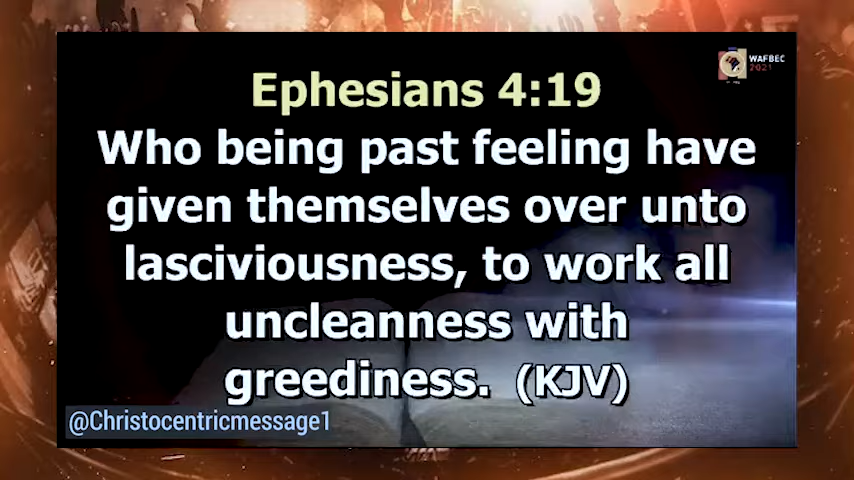 WAFBEC
2021
Ephesians 4:19
Who being past feeling have
given themselves over unto
lasciviousness, to work all
uncleanness with
greediness. (KJV)
@Christocentricmessage1